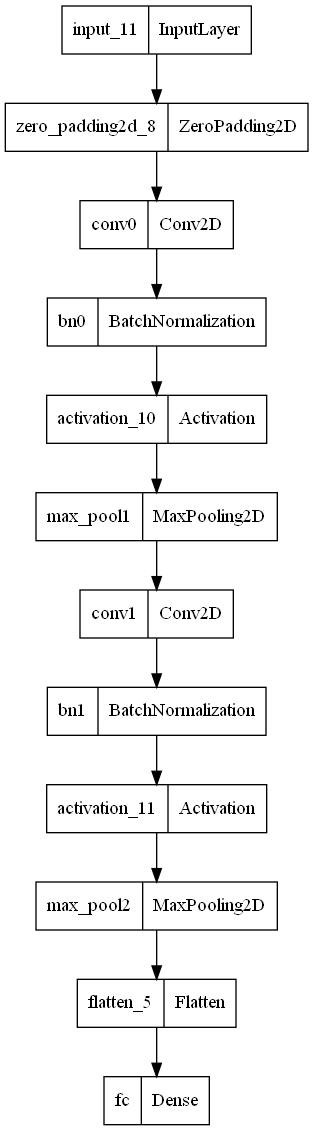 input_11 InputLayer
zero_padding2d_8 ZeroPadding2D
conv0 Conv2D
bn0 BatchNormalization
activation_10 Activation
max_pool1 MaxPooling2D
conv1 Conv2D
bn1 BatchNormalization
activation_11 Activation
max_pool2 MaxPooling2D
flatten_5 Flatten
fc Dense